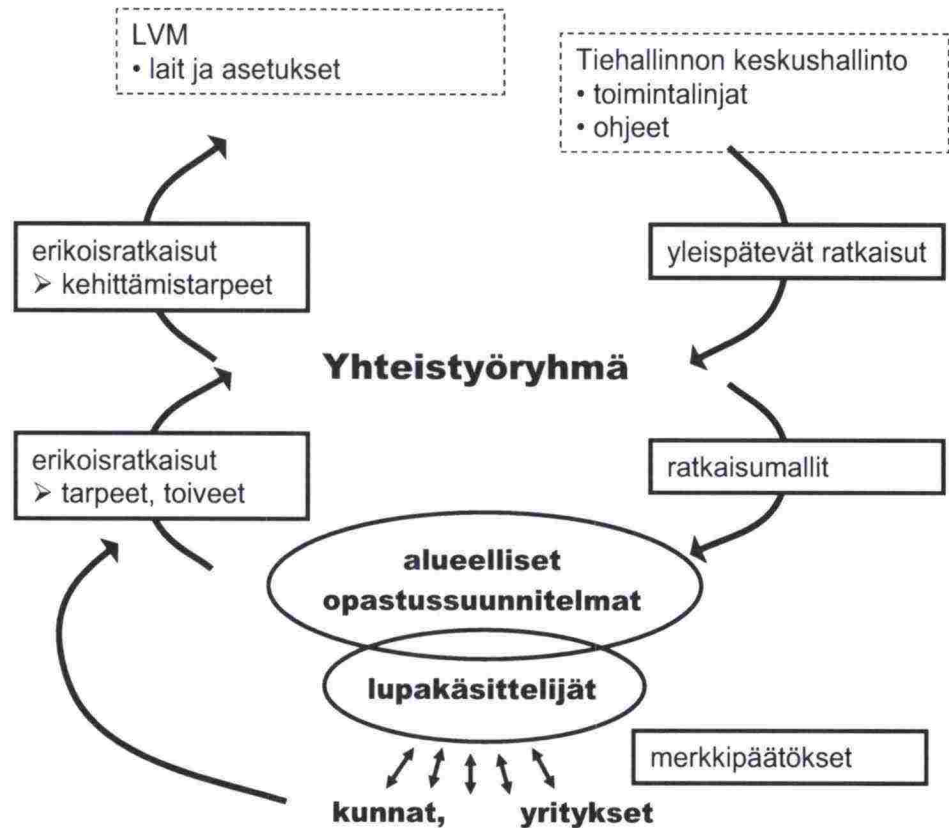 LVM
• lait ja asetukset
Tiehallinnon keskushallinto
• toimintalinjat
• ohjeet
erikoisratkaisut
➢ kehittämistarpeet
yleispätevät ratkaisut
Yhteistyöryhmä
erikoisratkaisut
➢ tarpeet, toiveet
ratkaisumallit
alueelliset
opastussuunnitelmat
lupakäsittelijät
merkkipäätökset
kunnat, yritykset